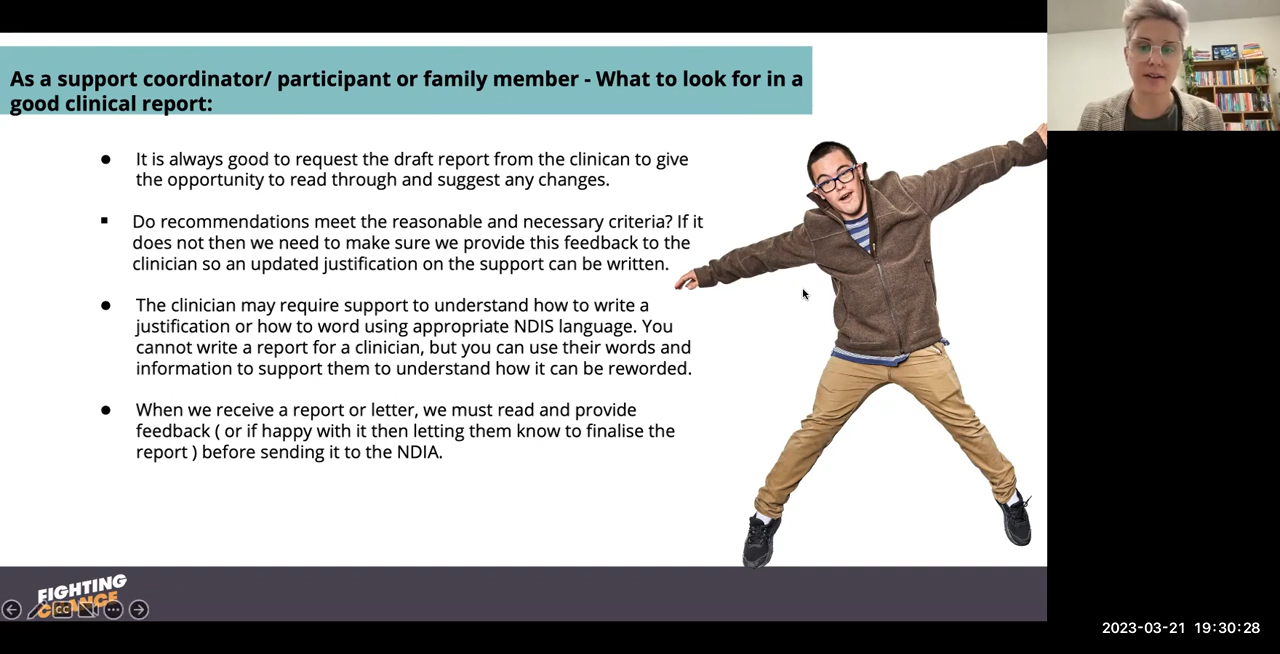 As a support coordinator/ participant or family member - What to look for in a
good clinical report:
● It is always good to request the draft report from the clinican to give
the opportunity to read through and suggest any changes.
▪ Do recommendations meet the reasonable and necessary criteria? If it
does not then we need to make sure we provide this feedback to the
clinician so an updated justification on the support can be written.
● The clinician may require support to understand how to write a
justification or how to word using appropriate NDIS language. You
cannot write a report for a clinician, but you can use their words and
information to support them to understand how it can be reworded.
● When we receive a report or letter, we must read and provide
feedback ( or if happy with it then letting them know to finalise the
report ) before sending it to the NDIA.
FIGHTING
CHANCE
CC
2023-03-21 19:30:28